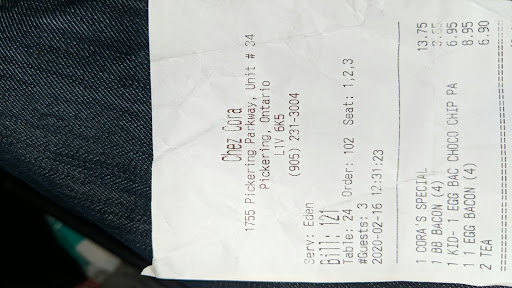 Chez Cora
1755 Pickering Parkway, Unit # 34
Pickering, Ontario
L1V 6K5
(905) 231-3004
Serv: Eden
Bill: 121
Table: 24 Order: 102 Seat: 1,2,3
#Guests: 3
2020-02-16 12:31:23
1 CORA'S SPECIAL 13.75
1 BB BACON (4)
1 KID- 1 EGG BAC CHOCO CHIP PA 6.95
1 1 EGG BACON (4) 8.95
2 TEA 6.90